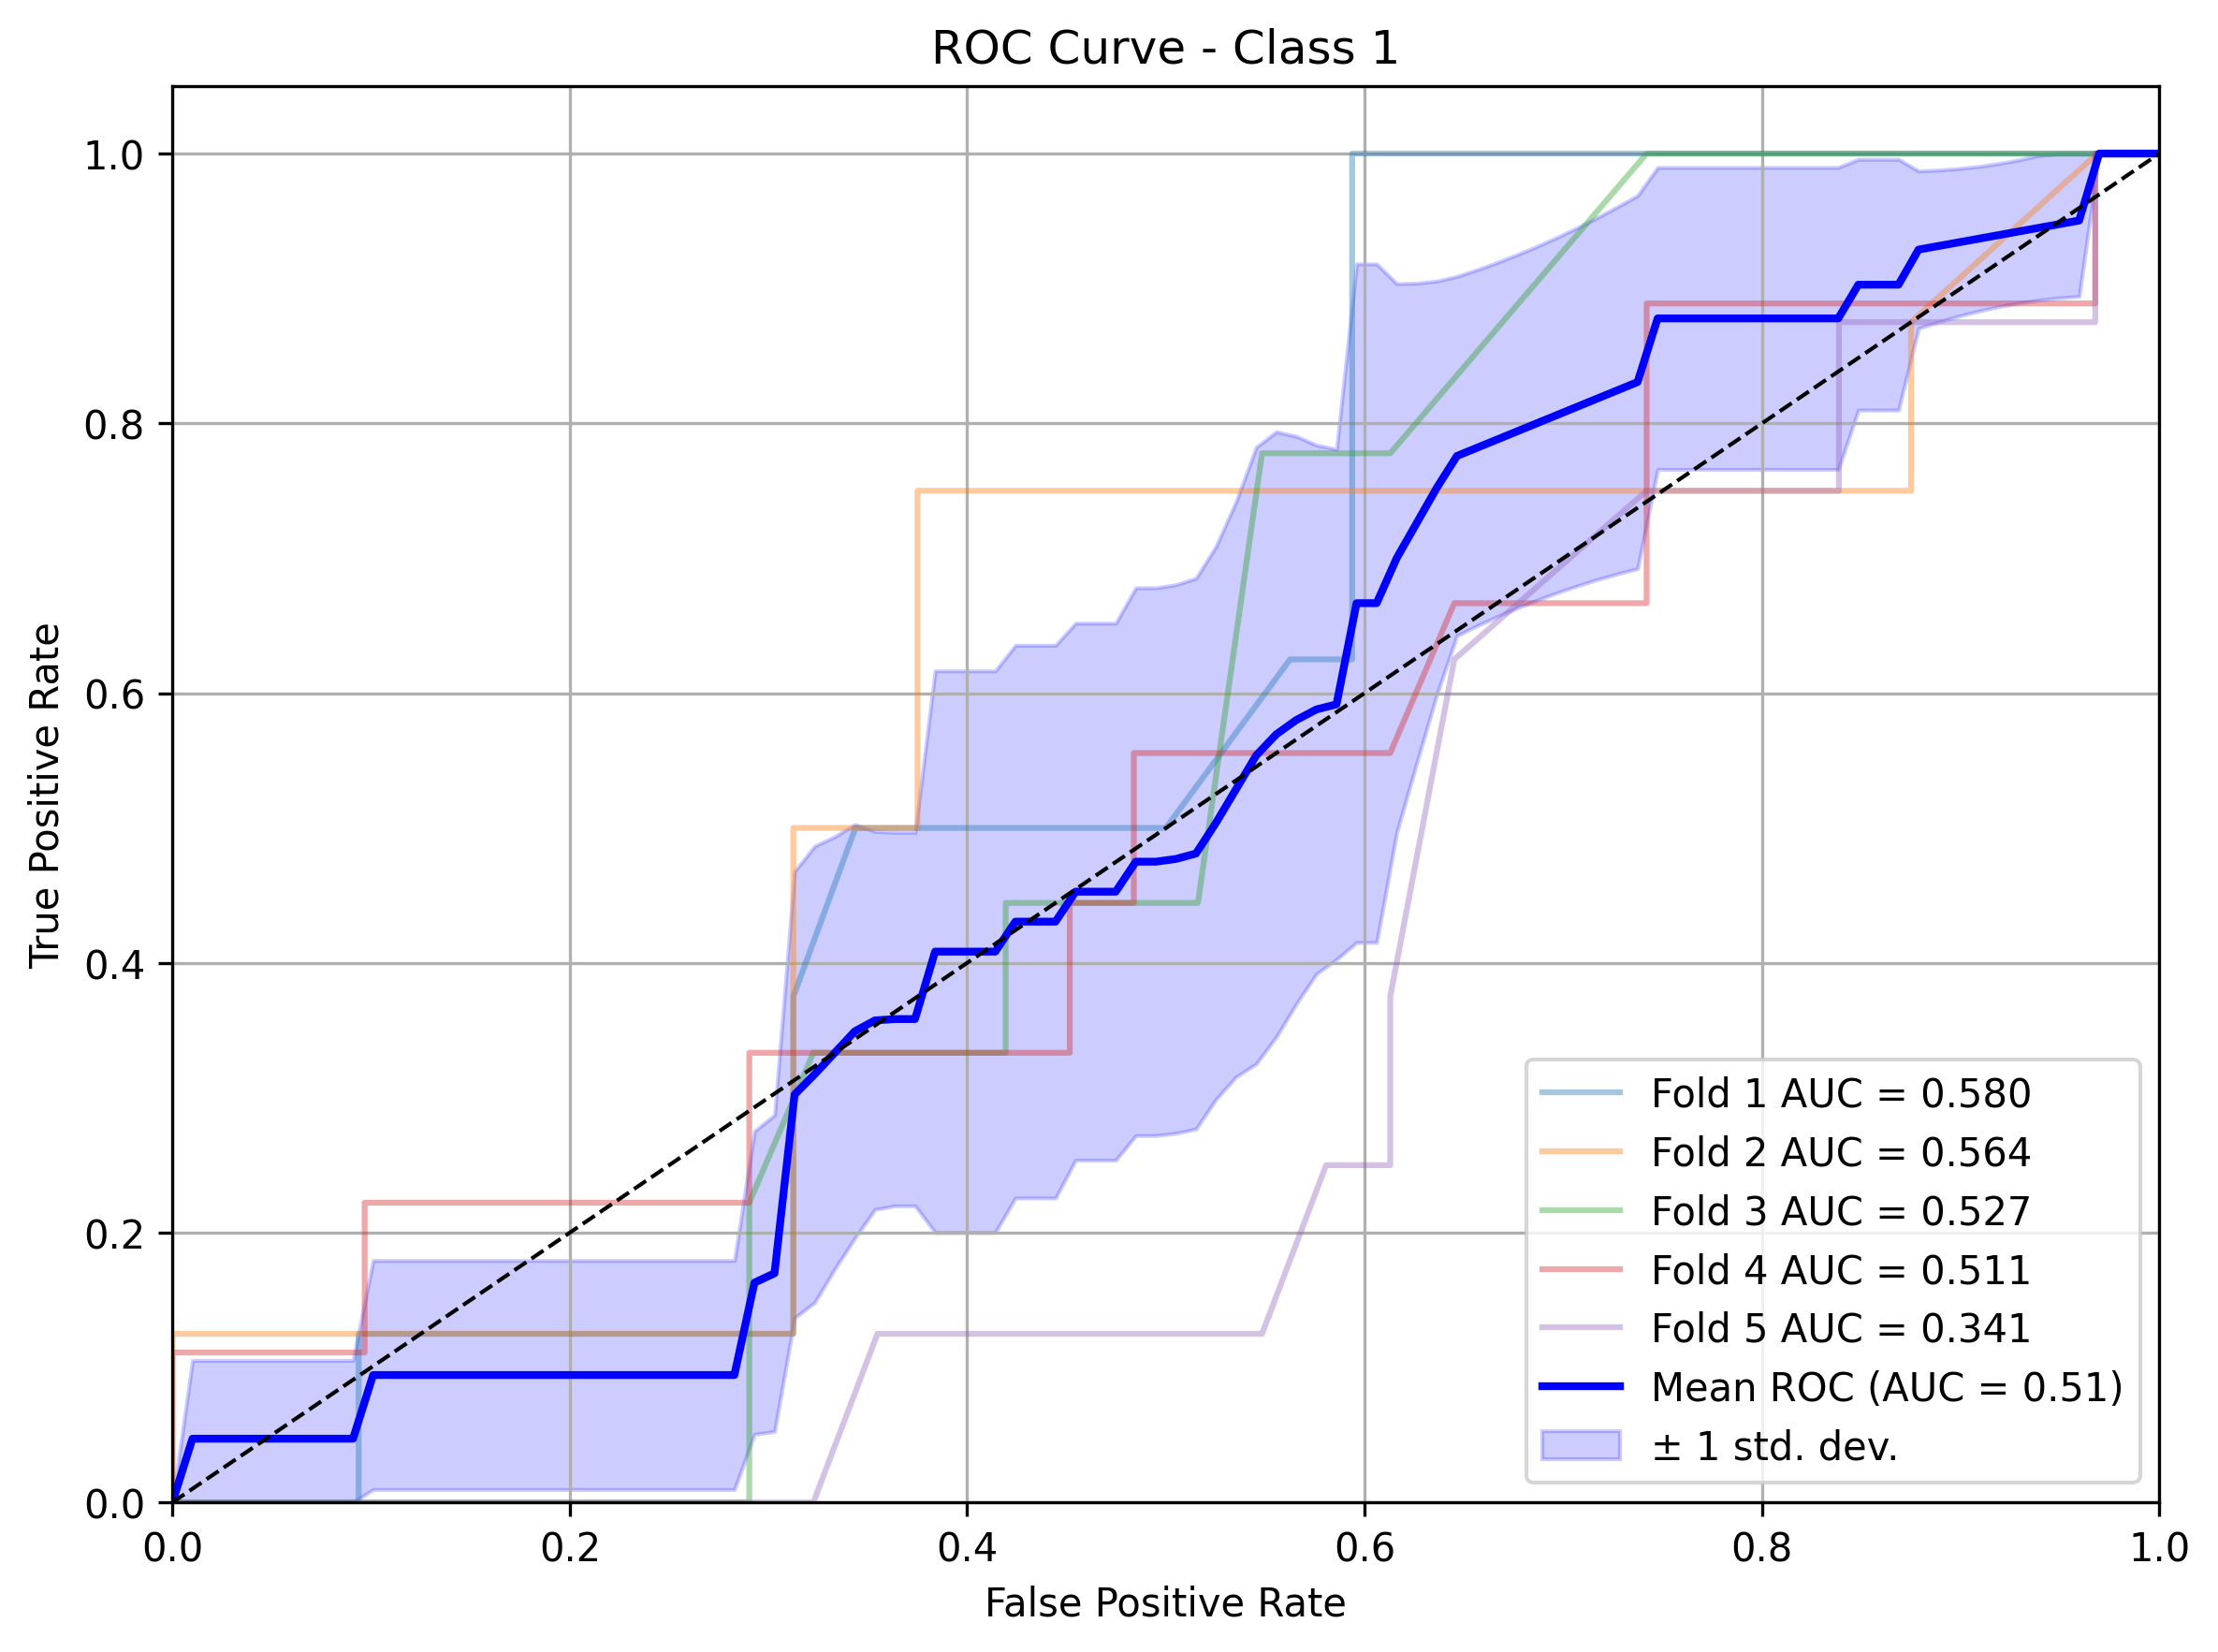 ROC Curve - Class 1
True Positive Rate
1.0
0.8
0.6
0.4
0.2
0.0
0.0 0.2 0.4 0.6 0.8 1.0
False Positive Rate
Fold 1 AUC = 0.580
Fold 2 AUC = 0.564
Fold 3 AUC = 0.527
Fold 4 AUC = 0.511
Fold 5 AUC = 0.341
Mean ROC (AUC = 0.51)
± 1 std. dev.